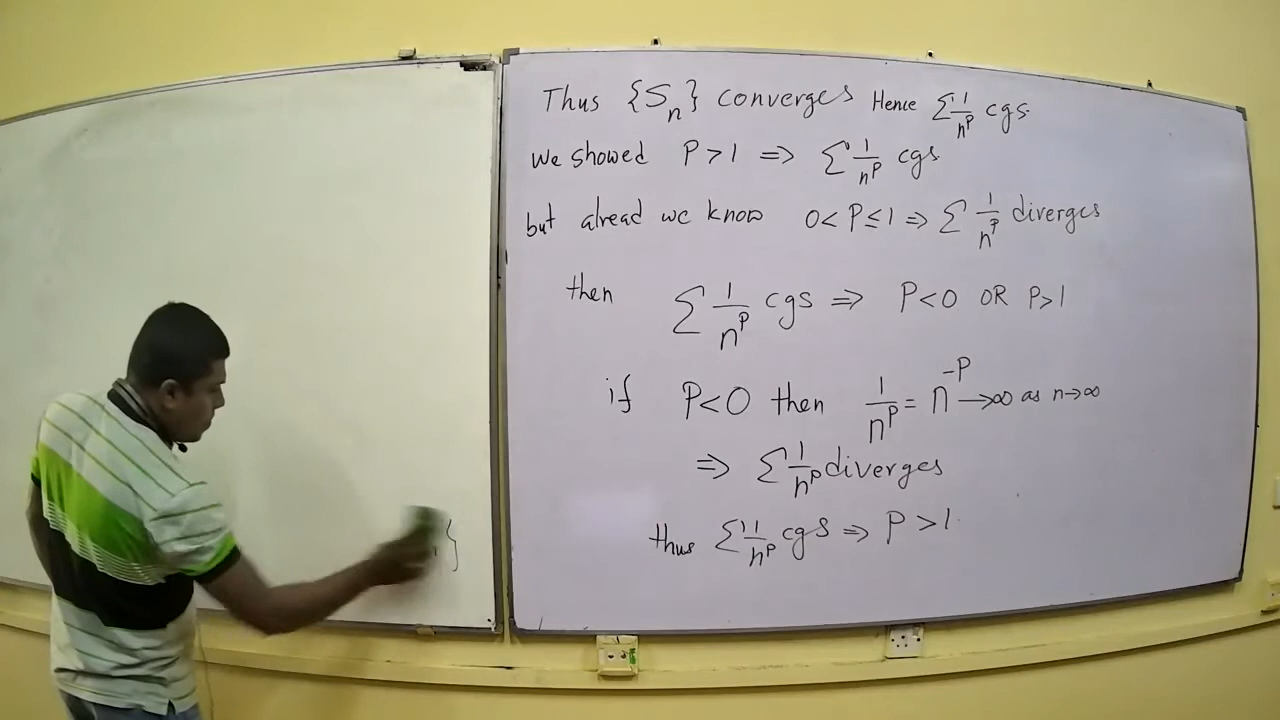 Thus {Sn} converges Hence Σ 1/n^p cgs.
We showed P>1 ⇒ Σ 1/n^p cgs
but alread we know 0<P≤1 ⇒ Σ 1/n^p diverges
then Σ 1/n^p cgs ⇒ P<0 OR P>1
if P<0 then 1/n^p = n^-P →∞ as n→∞
⇒ Σ 1/n^p diverges
thus Σ 1/n^p cgs ⇒ P>1.
}